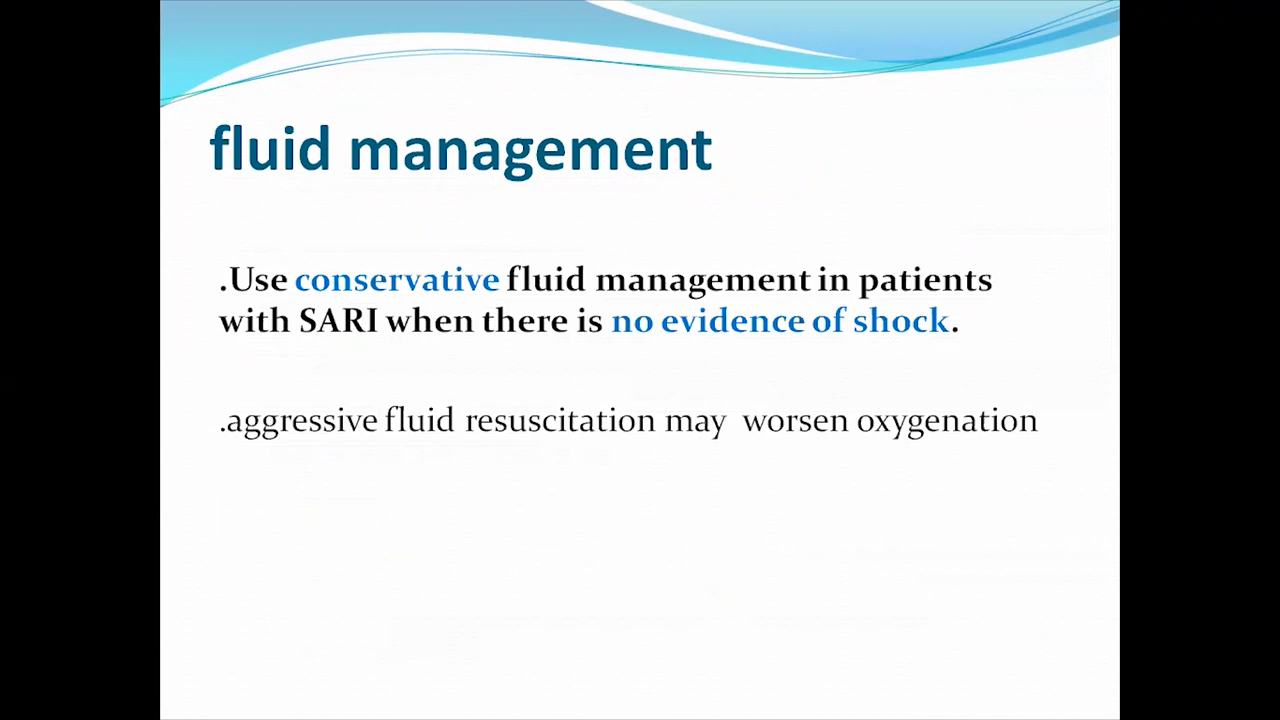 fluid management
.Use conservative fluid management in patients
with SARI when there is no evidence of shock.
.aggressive fluid resuscitation may worsen oxygenation